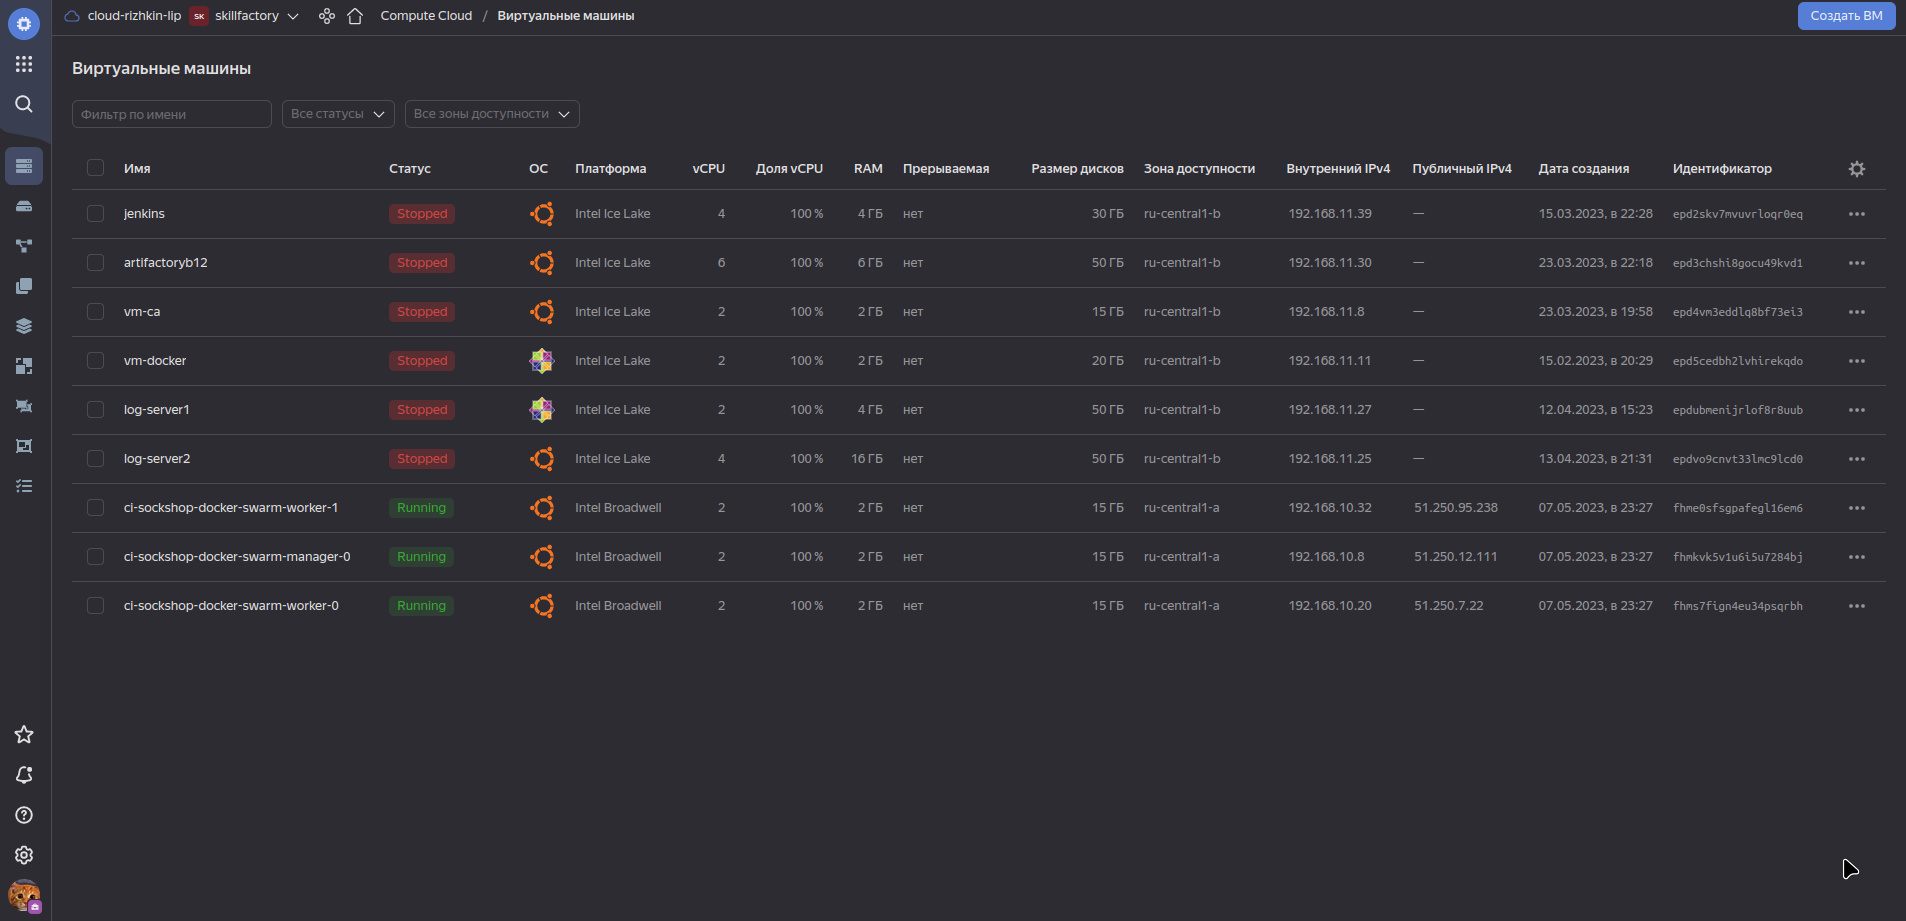 cloud-rizhkin-lip SK skillfactory Compute Cloud / Виртуальные машины Создать ВМ
Виртуальные машины
Фильтр по имени Все статусы Все зоны доступности
Имя Статус ОС Платформа vCPU Доля vCPU RAM Прерываемая Размер дисков Зона доступности Внутренний IPv4 Публичный IPv4 Дата создания Идентификатор
jenkins Stopped Intel Ice Lake 4 100 % 4 ГБ нет 30 ГБ ru-central1-b 192.168.11.39 — 15.03.2023, в 22:28 epd2skv7mvuvrloqr0eq
artifactoryb12 Stopped Intel Ice Lake 6 100 % 6 ГБ нет 50 ГБ ru-central1-b 192.168.11.30 — 23.03.2023, в 22:18 epd3chshi8gocu49kvd1
vm-ca Stopped Intel Ice Lake 2 100 % 2 ГБ нет 15 ГБ ru-central1-b 192.168.11.8 — 23.03.2023, в 19:58 epd4vm3eddlq8bf73ei3
vm-docker Stopped Intel Ice Lake 2 100 % 2 ГБ нет 20 ГБ ru-central1-b 192.168.11.11 — 15.02.2023, в 20:29 epd5cedbh2lvhirekqdo
log-server1 Stopped Intel Ice Lake 2 100 % 4 ГБ нет 50 ГБ ru-central1-b 192.168.11.27 — 12.04.2023, в 15:23 epdubmenijrlof8r8uub
log-server2 Stopped Intel Ice Lake 4 100 % 16 ГБ нет 50 ГБ ru-central1-b 192.168.11.25 — 13.04.2023, в 21:31 epdvo9cnvt33lmc9lcd0
ci-sockshop-docker-swarm-worker-1 Running Intel Broadwell 2 100 % 2 ГБ нет 15 ГБ ru-central1-a 192.168.10.32 51.250.95.238 07.05.2023, в 23:27 fhme0sfsgpafegl16em6
ci-sockshop-docker-swarm-manager-0 Running Intel Broadwell 2 100 % 2 ГБ нет 15 ГБ ru-central1-a 192.168.10.8 51.250.12.111 07.05.2023, в 23:27 fhmkvk5v1u6i5u7284bj
ci-sockshop-docker-swarm-worker-0 Running Intel Broadwell 2 100 % 2 ГБ нет 15 ГБ ru-central1-a 192.168.10.20 51.250.7.22 07.05.2023, в 23:27 fhms7fign4eu34psqrbh